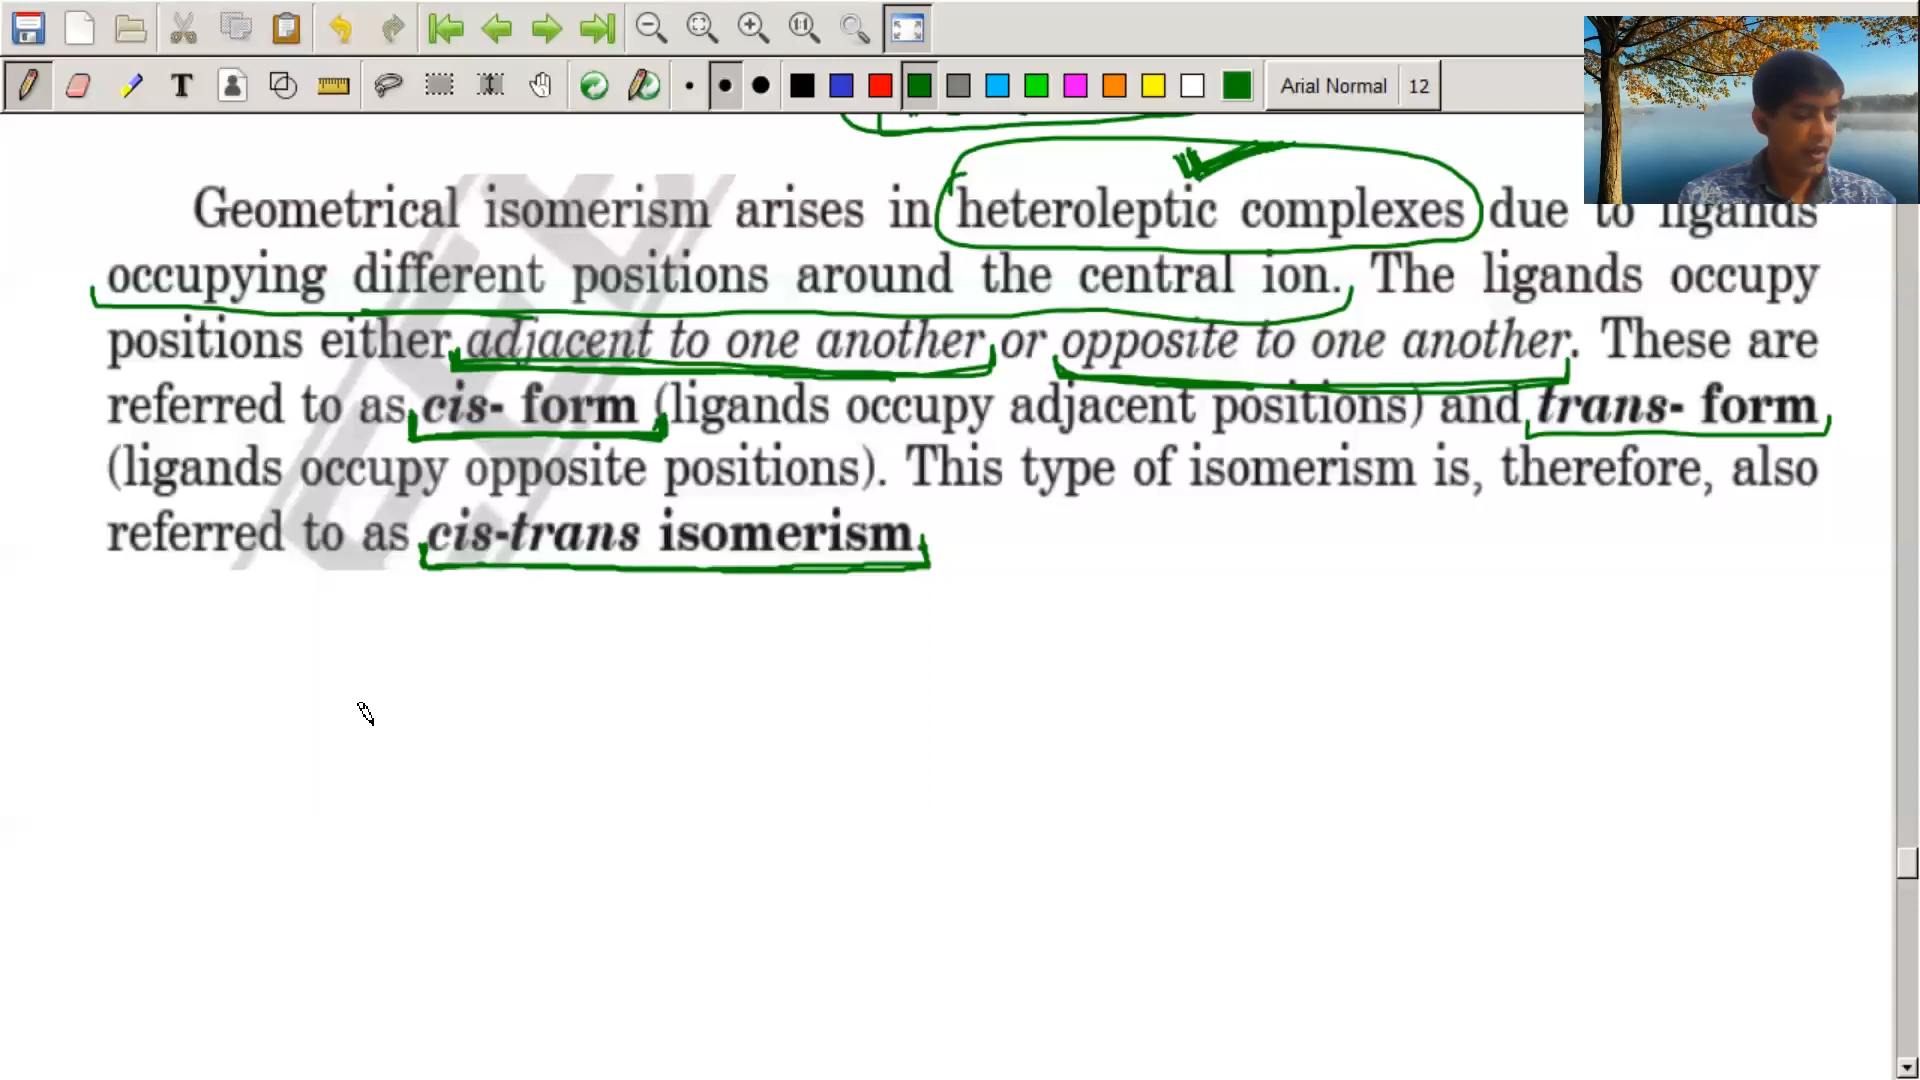 Arial Normal 12
Geometrical isomerism arises in heteroleptic complexes due to ligands
occupying different positions around the central ion. The ligands occupy
positions either adjacent to one another or opposite to one another. These are
referred to as cis- form (ligands occupy adjacent positions) and trans- form
(ligands occupy opposite positions). This type of isomerism is, therefore, also
referred to as cis-trans isomerism.